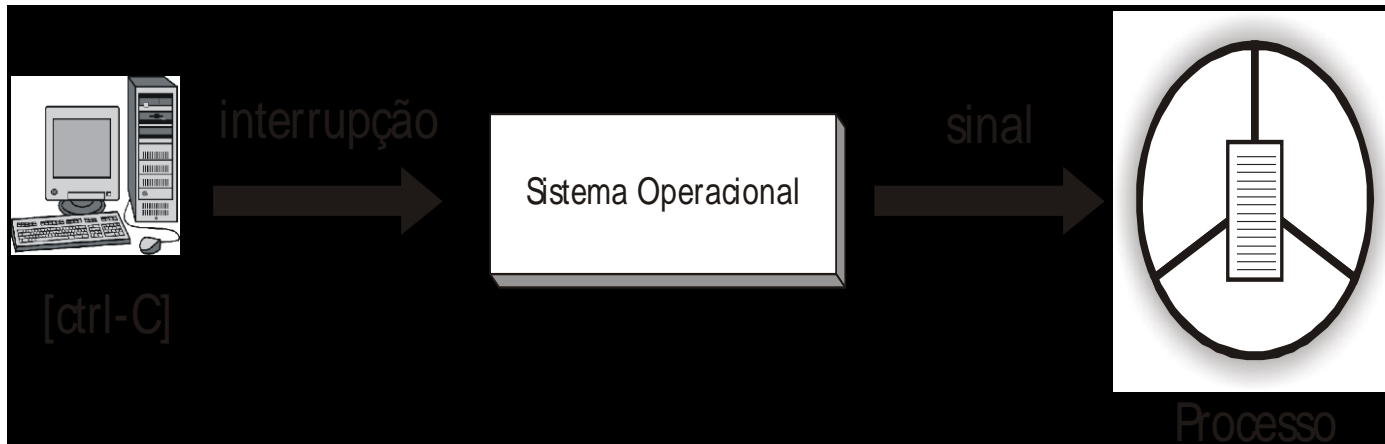 interrupção
sinal
Sistema Operacional
[ctrl-C]
Processo